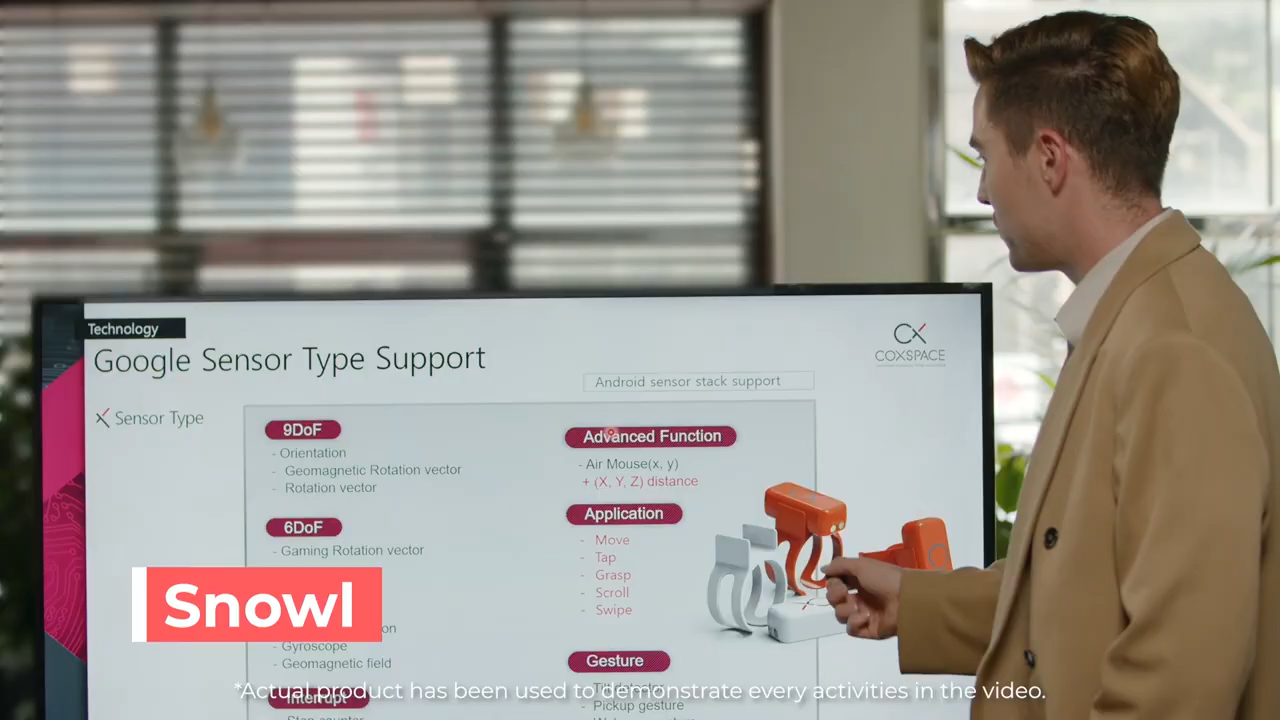 Technology
Google Sensor Type Support
COXSPACE
Android sensor stack support
Sensor Type
9DoF
- Orientation
- Geomagnetic Rotation vector
- Rotation vector
6DoF
- Gaming Rotation vector
on
- Gyroscope
- Geomagnetic field
Interrupt
Advanced Function
- Air Mouse(x, y)
+ (X, Y, Z) distance
Application
- Move
- Tap
- Grasp
- Scroll
- Swipe
Gesture
- Pickup gesture
Snowl
*Actual product has been used to demonstrate every activities in the video.